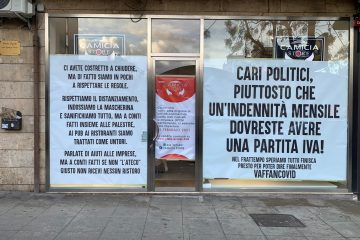 CAMICIA
STORE
CI AVETE COSTRETTO A CHIUDERE,
MA DI FATTO SIAMO IN POCHI
A RISPETTARE LE REGOLE.
RISPETTIAMO IL DISTANZIAMENTO,
INDOSSIAMO LA MASCHERINA
E SANIFICHIAMO TUTTO, MA A CONTI
FATTI INSIEME ALLE PALESTRE,
AI PUB AI RISTORANTI SIAMO
TRATTATI COME UNTORI.
PARLATE DI AIUTI ALLE IMPRESE,
MA A CONTI FATTI SE NON "ATECO"
GIUSTO NON RICEVI NESSUN RISTORO
CAMICIA
STORE
CARI POLITICI,
PIUTTOSTO CHE
UN'INDENNITÀ MENSILE
DOVRESTE AVERE
UNA PARTITA IVA!
NEL FRATTEMPO SPERIAMO TUTTO FINISCA
PRESTO PER POTER DIRE FINALMENTE
VAFFANCOVID